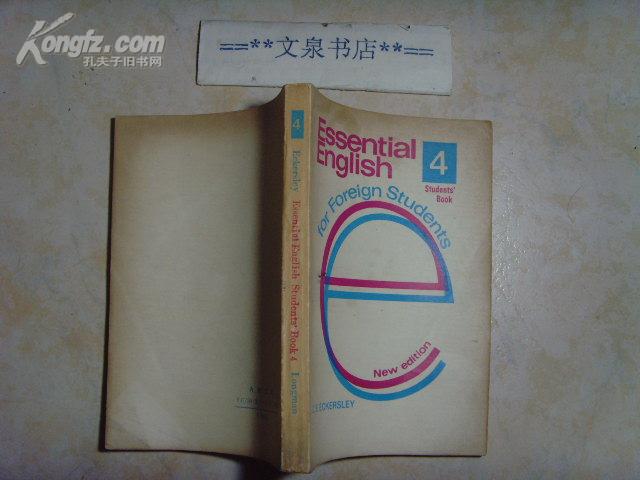 Kongfz.com
孔夫子旧书网
==**文泉书店**==
Essential
English
4
Students'
Book
for Foreign Students
New edition
ECKERSLEY
4 Eckersley Essential English Students' Book 4 Longman